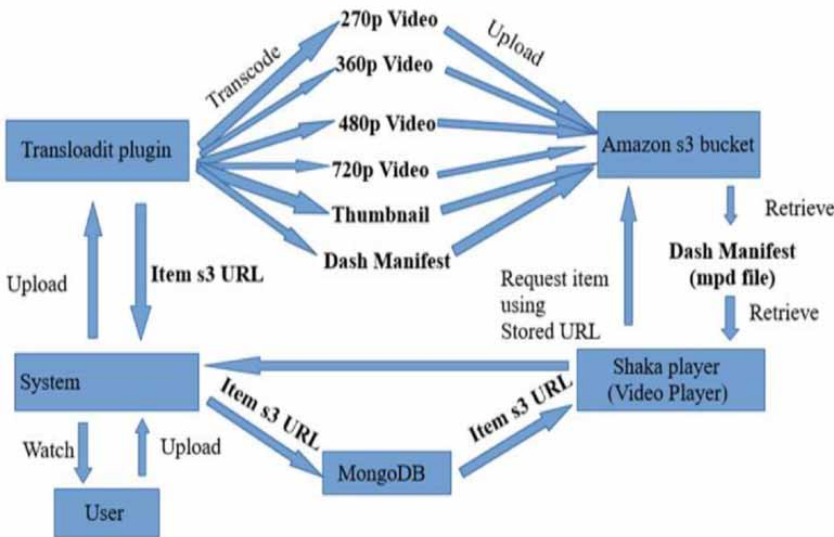 270p Video
Transcode
Upload
360p Video
480p Video
Transloadit plugin
Amazon s3 bucket
720p Video
Thumbnail
Retrieve
Dash Manifest
Dash Manifest
(mpd file)
Item s3 URL
Upload
Request item
using
Stored URL
Retrieve
System
Shaka player
(Video Player)
Item s3 URL
Item s3 URL
Watch
Upload
MongoDB
User